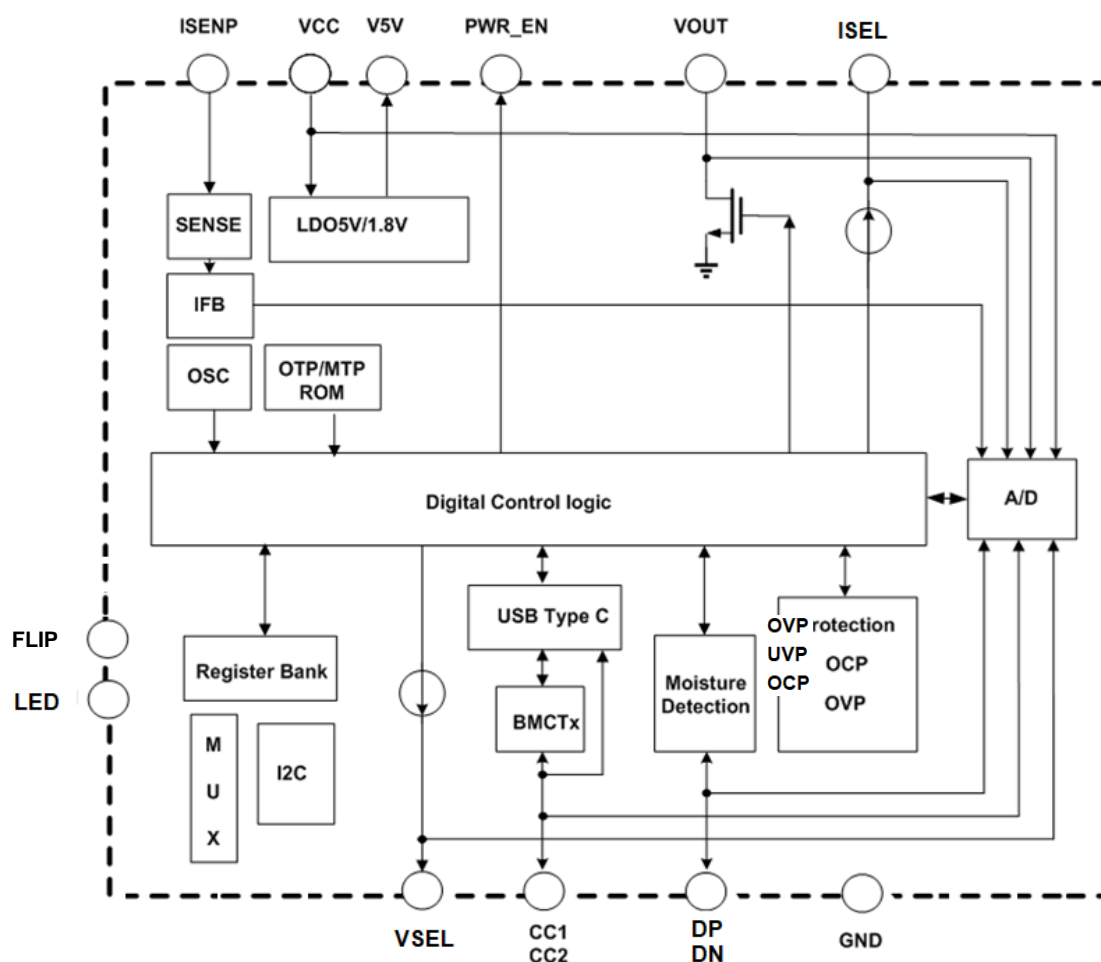 ISENP
VCC
V5V
PWR_EN
VOUT
ISEL
SENSE
LDO5V/1.8V
IFB
OSC
OTP/MTP
ROM
Digital Control logic
A/D
FLIP
LED
Register Bank
USB Type C
BMCTx
Moisture
Detection
OVP rotection
UVP
OCP
OCP
OVP
M
U
X
I2C
VSEL
CC1
CC2
DP
DN
GND